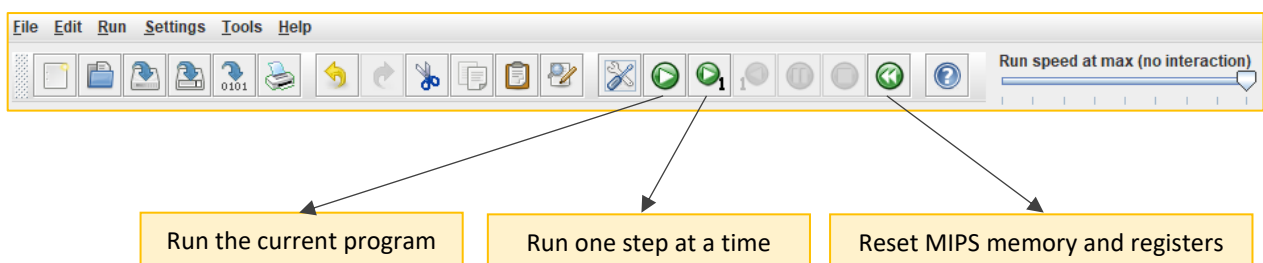 File Edit Run Settings Tools Help
Run speed at max (no interaction)
0101
1
1
Run the current program
Run one step at a time
Reset MIPS memory and registers